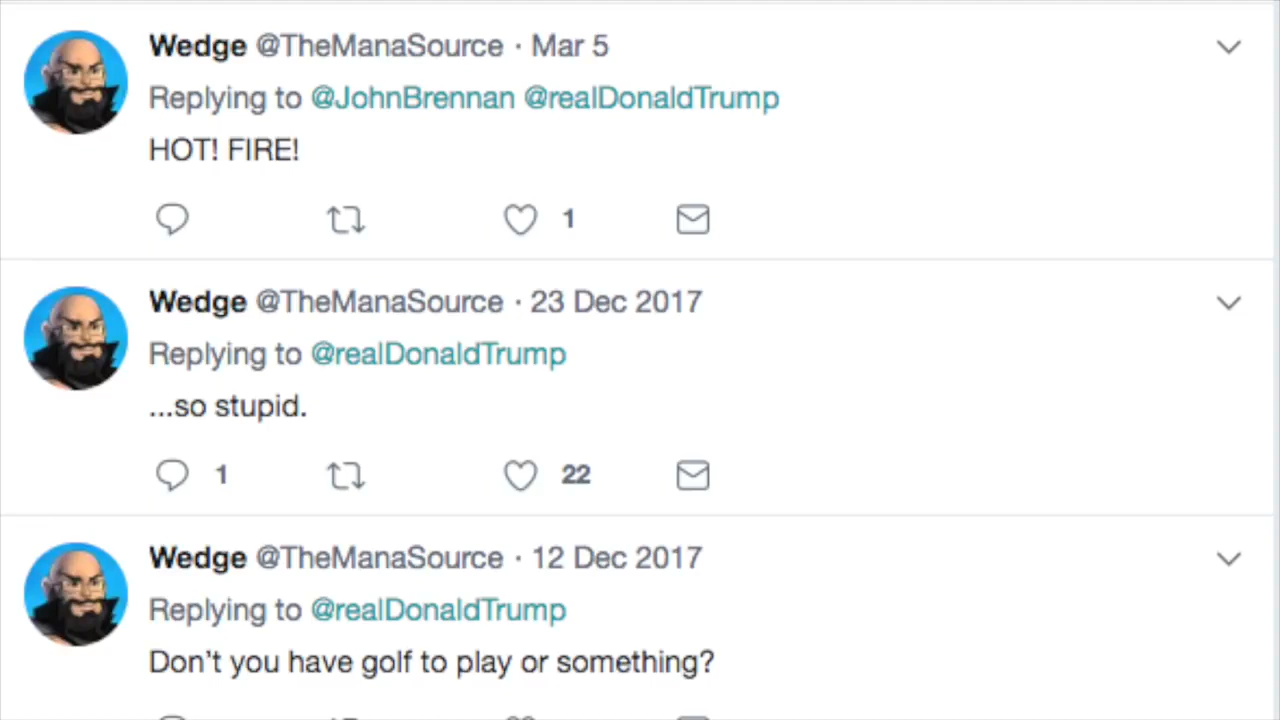 Wedge @TheManaSource · Mar 5
Replying to @JohnBrennan @realDonaldTrump
HOT! FIRE!
1
Wedge @TheManaSource · 23 Dec 2017
Replying to @realDonaldTrump
...so stupid.
1 22
Wedge @TheManaSource · 12 Dec 2017
Replying to @realDonaldTrump
Don't you have golf to play or something?